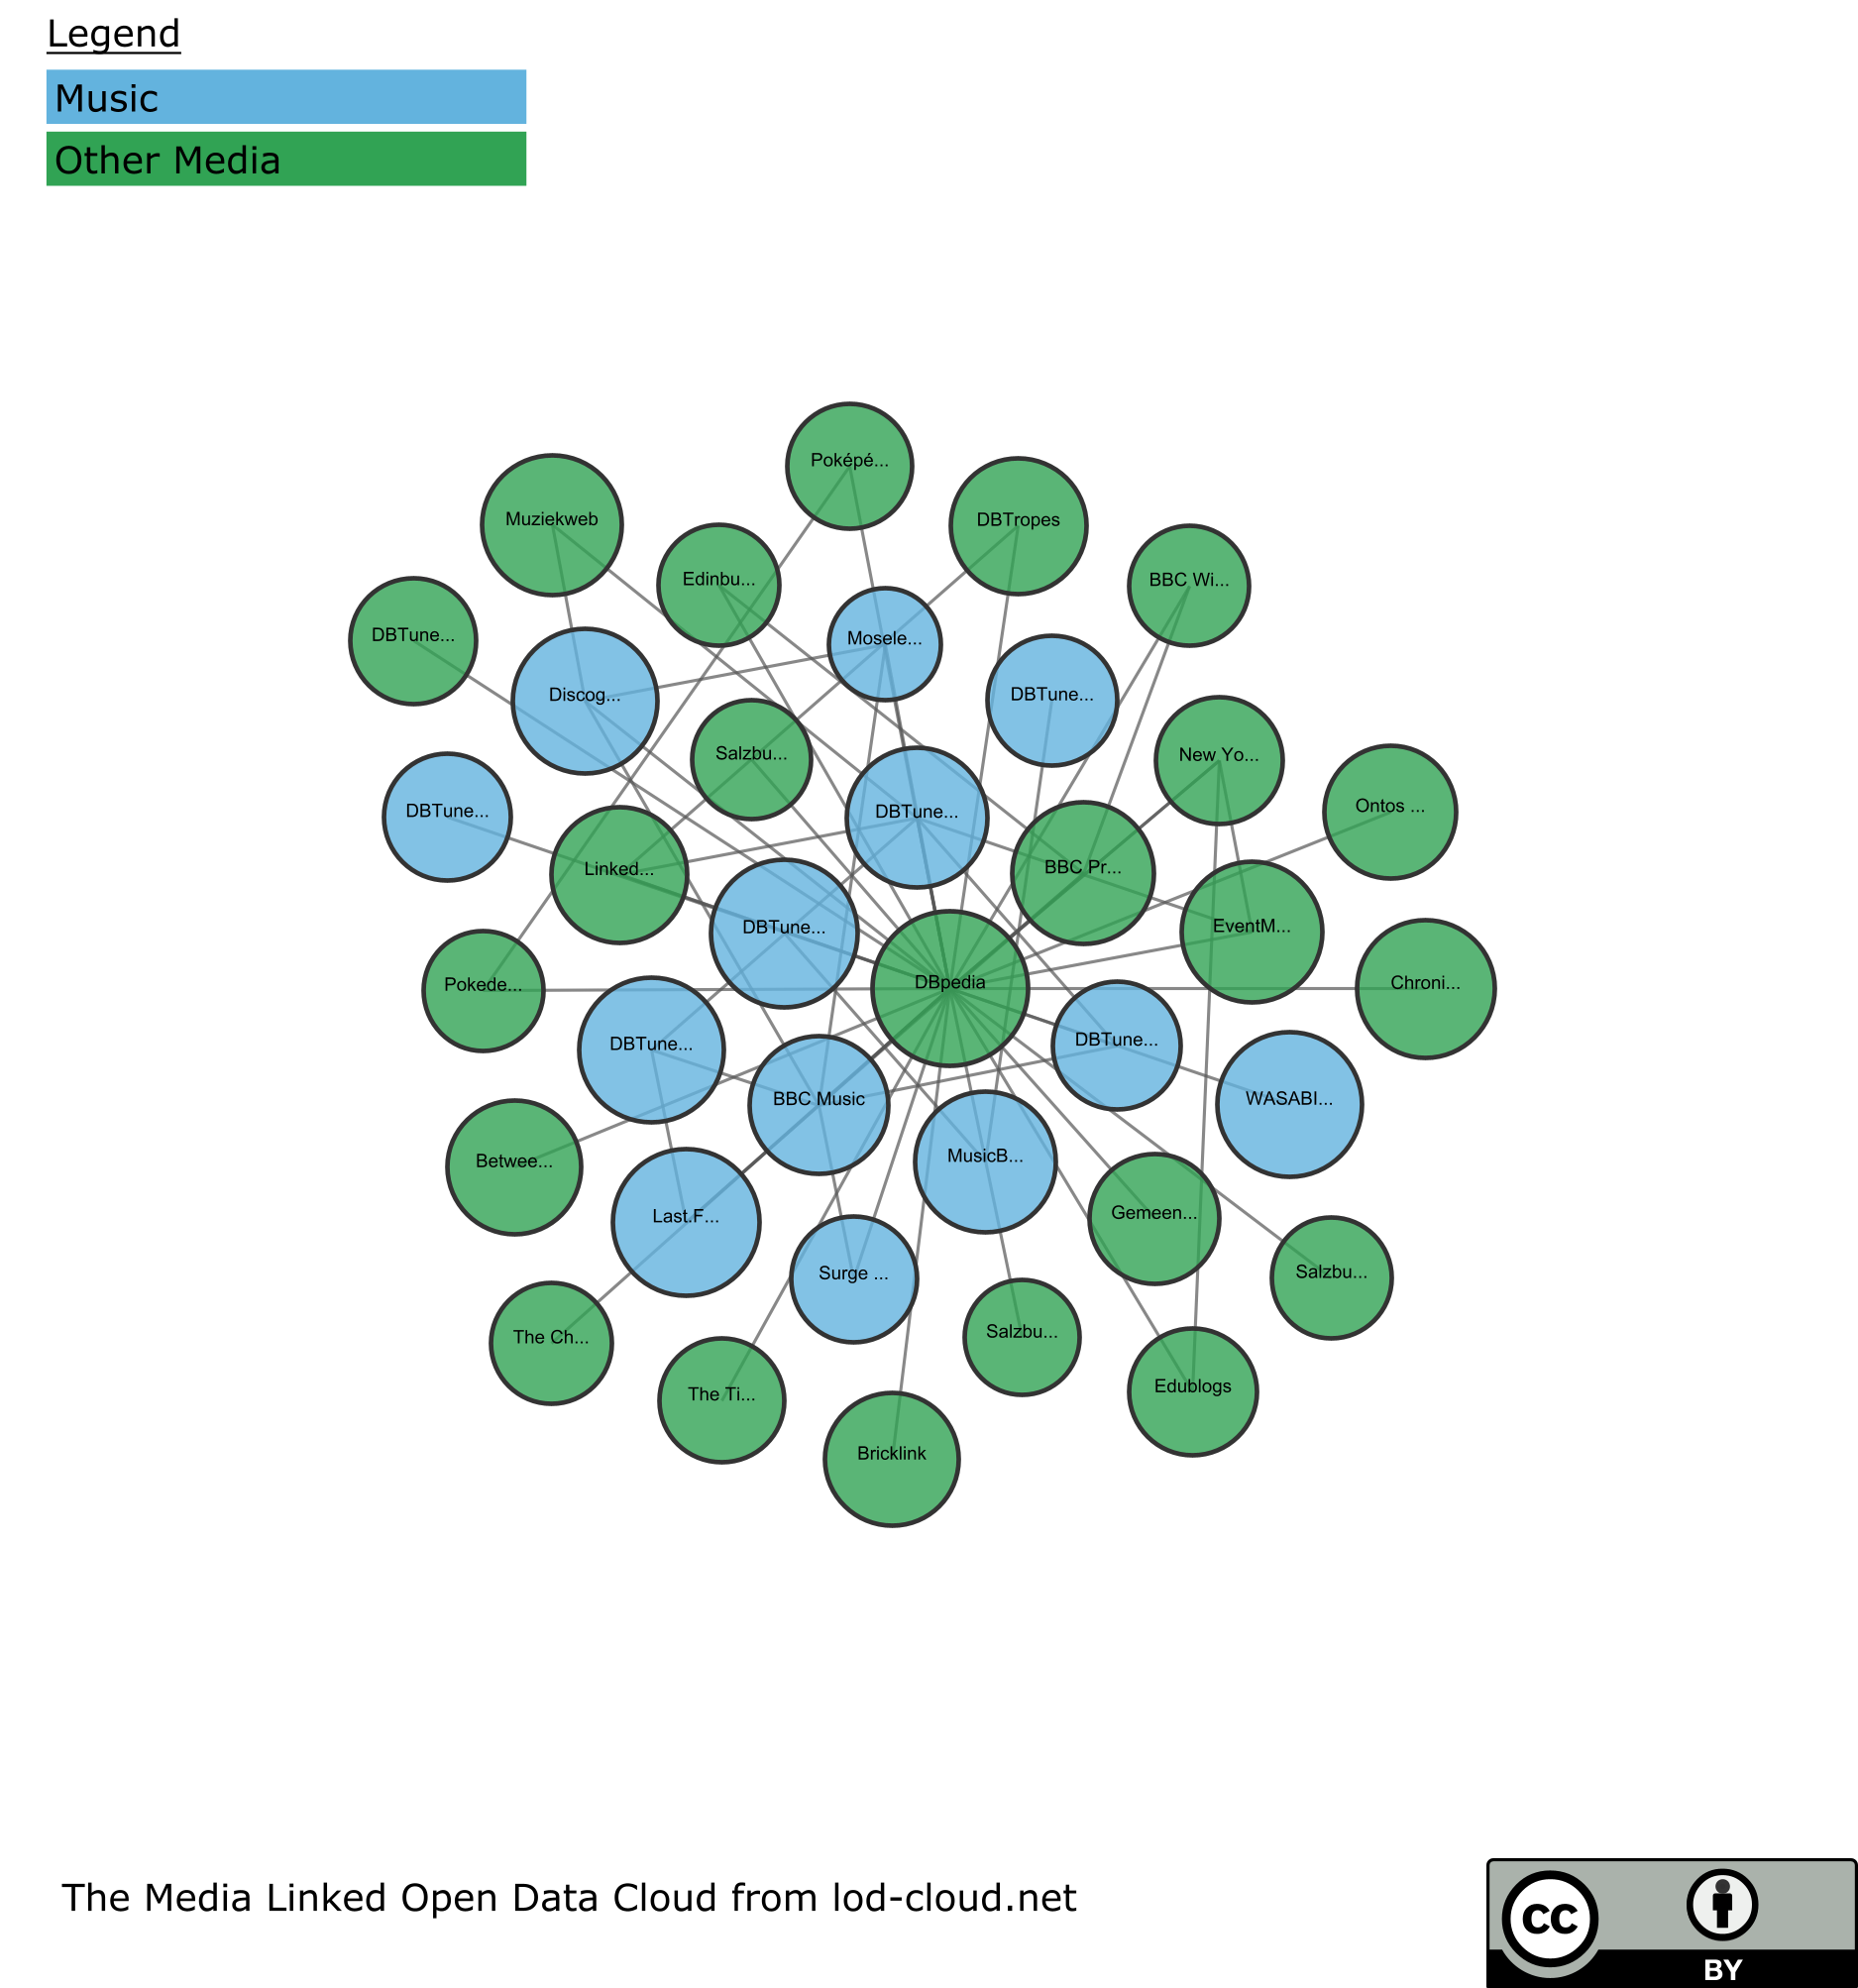 Legend
Music
Other Media
Poképé...
Muziekweb
DBTropes
Edinbu...
BBC Wi...
DBTune...
Mosele...
Discog...
DBTune...
Salzbu...
New Yo...
Ontos ...
DBTune...
DBTune...
Linked...
BBC Pr...
DBTune...
EventM...
Pokede...
DBpedia
Chroni...
DBTune...
DBTune...
BBC Music
WASABI...
Betwee...
MusicB...
Last.F...
Gemeen...
Surge ...
Salzbu...
The Ch...
Salzbu...
The Ti...
Edublogs
Bricklink
The Media Linked Open Data Cloud from lod-cloud.net
cc
BY